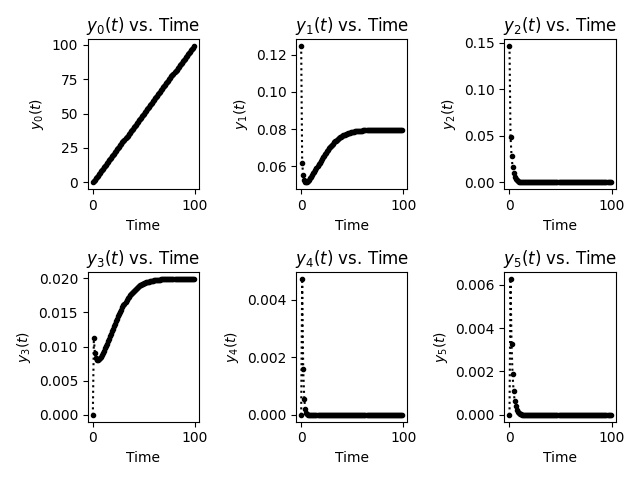 y₀(t) vs. Time
y₁(t) vs. Time
y₂(t) vs. Time
100
75
50
25
0
y₀(t)
0
100
Time
0.12
0.10
0.08
0.06
y₁(t)
0
100
Time
0.15
0.10
0.05
0.00
y₂(t)
0
100
Time
y₃(t) vs. Time
y₄(t) vs. Time
y₅(t) vs. Time
0.020
0.015
0.010
0.005
0.000
y₃(t)
0
100
Time
0.004
0.002
0.000
y₄(t)
0
100
Time
0.006
0.004
0.002
0.000
y₅(t)
0
100
Time